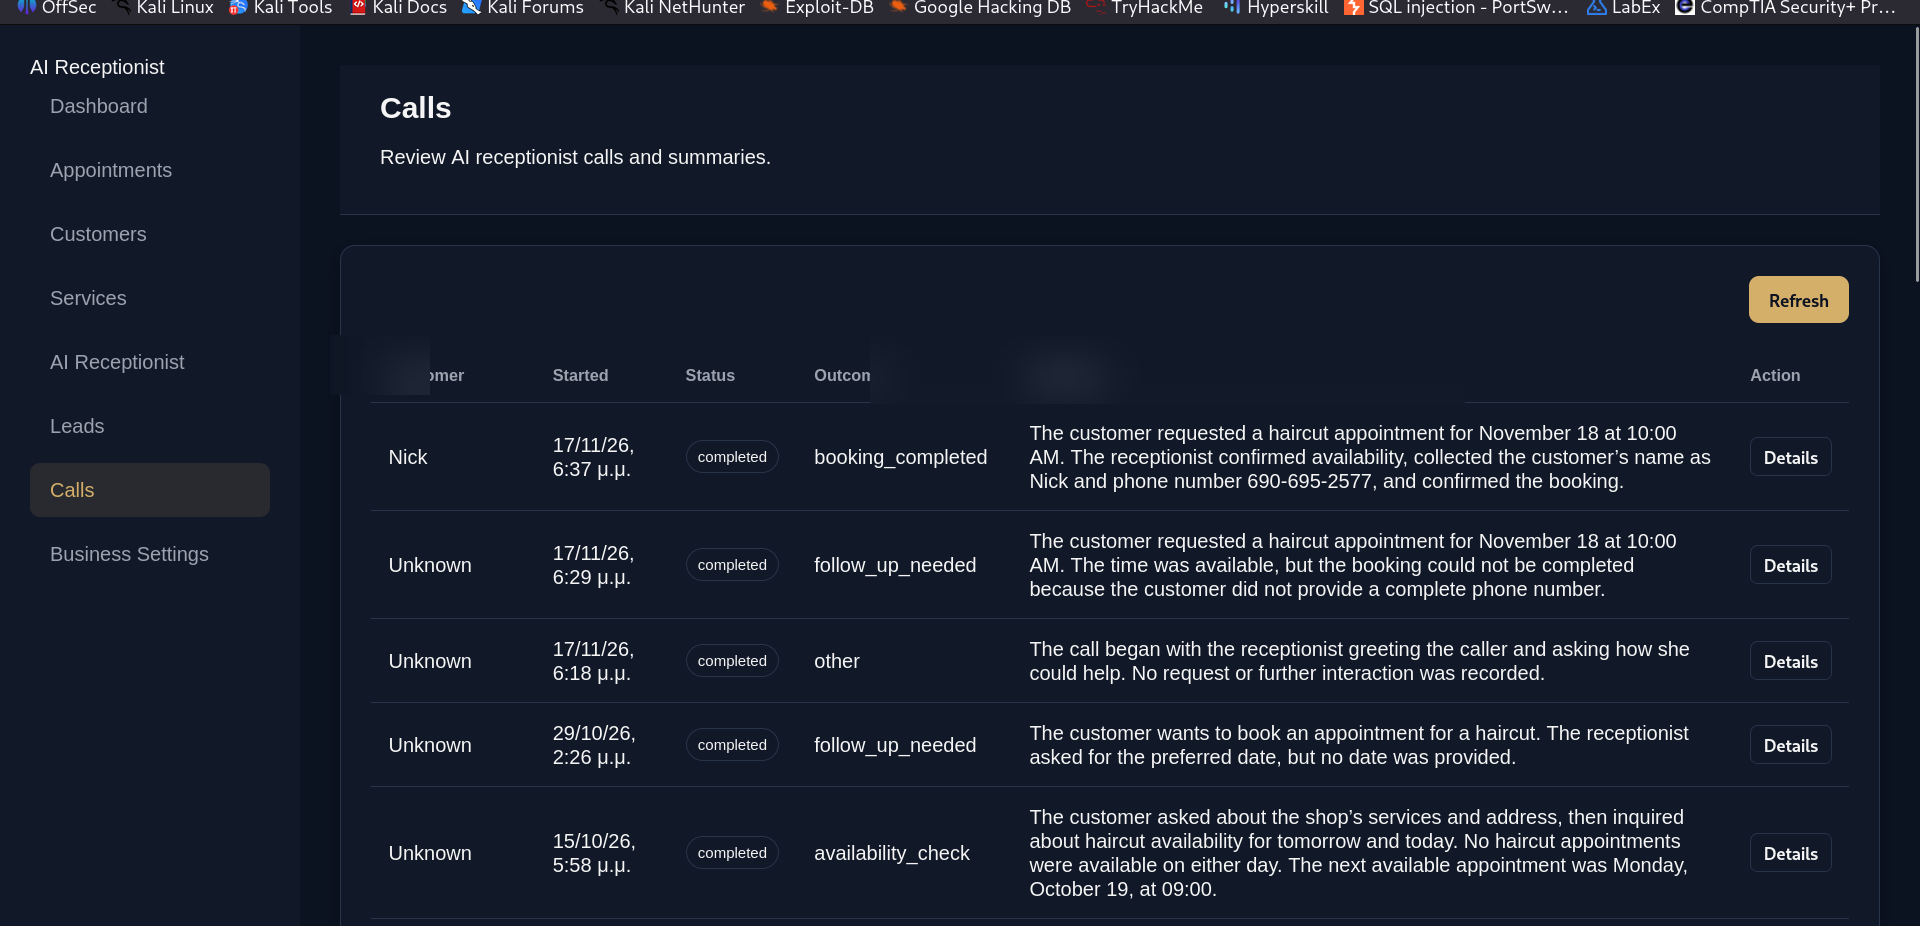 OffSec Kali Linux Kali Tools Kali Docs Kali Forums Kali NetHunter Exploit-DB Google Hacking DB TryHackMe Hyperskill SQL injection - PortSw… LabEx CompTIA Security+ Pr…
AI Receptionist
Dashboard
Appointments
Customers
Services
AI Receptionist
Leads
Calls
Business Settings
Calls
Review AI receptionist calls and summaries.
Refresh
omer Started Status Outcom Action
Nick
17/11/26,
6:37 μ.μ.
completed
booking_completed
The customer requested a haircut appointment for November 18 at 10:00
AM. The receptionist confirmed availability, collected the customer’s name as
Nick and phone number 690-695-2577, and confirmed the booking.
Details
Unknown
17/11/26,
6:29 μ.μ.
completed
follow_up_needed
The customer requested a haircut appointment for November 18 at 10:00
AM. The time was available, but the booking could not be completed
because the customer did not provide a complete phone number.
Details
Unknown
17/11/26,
6:18 μ.μ.
completed
other
The call began with the receptionist greeting the caller and asking how she
could help. No request or further interaction was recorded.
Details
Unknown
29/10/26,
2:26 μ.μ.
completed
follow_up_needed
The customer wants to book an appointment for a haircut. The receptionist
asked for the preferred date, but no date was provided.
Details
Unknown
15/10/26,
5:58 μ.μ.
completed
availability_check
The customer asked about the shop’s services and address, then inquired
about haircut availability for tomorrow and today. No haircut appointments
were available on either day. The next available appointment was Monday,
October 19, at 09:00.
Details